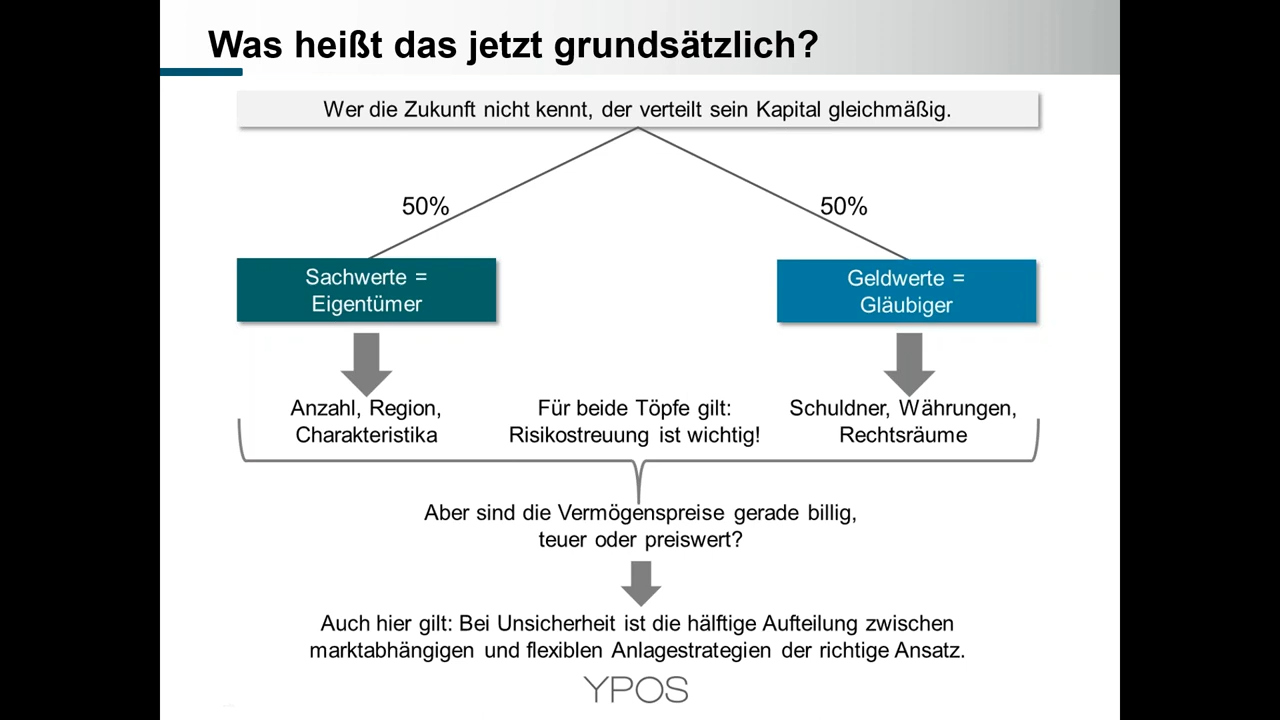 Was heißt das jetzt grundsätzlich?
Wer die Zukunft nicht kennt, der verteilt sein Kapital gleichmäßig.
50%
50%
Sachwerte =
Eigentümer
Geldwerte =
Gläubiger
Anzahl, Region,
Charakteristika
Für beide Töpfe gilt:
Risikostreuung ist wichtig!
Schuldner, Währungen,
Rechtsräume
Aber sind die Vermögenspreise gerade billig,
teuer oder preiswert?
Auch hier gilt: Bei Unsicherheit ist die hälftige Aufteilung zwischen
marktabhängigen und flexiblen Anlagestrategien der richtige Ansatz.
YPOS